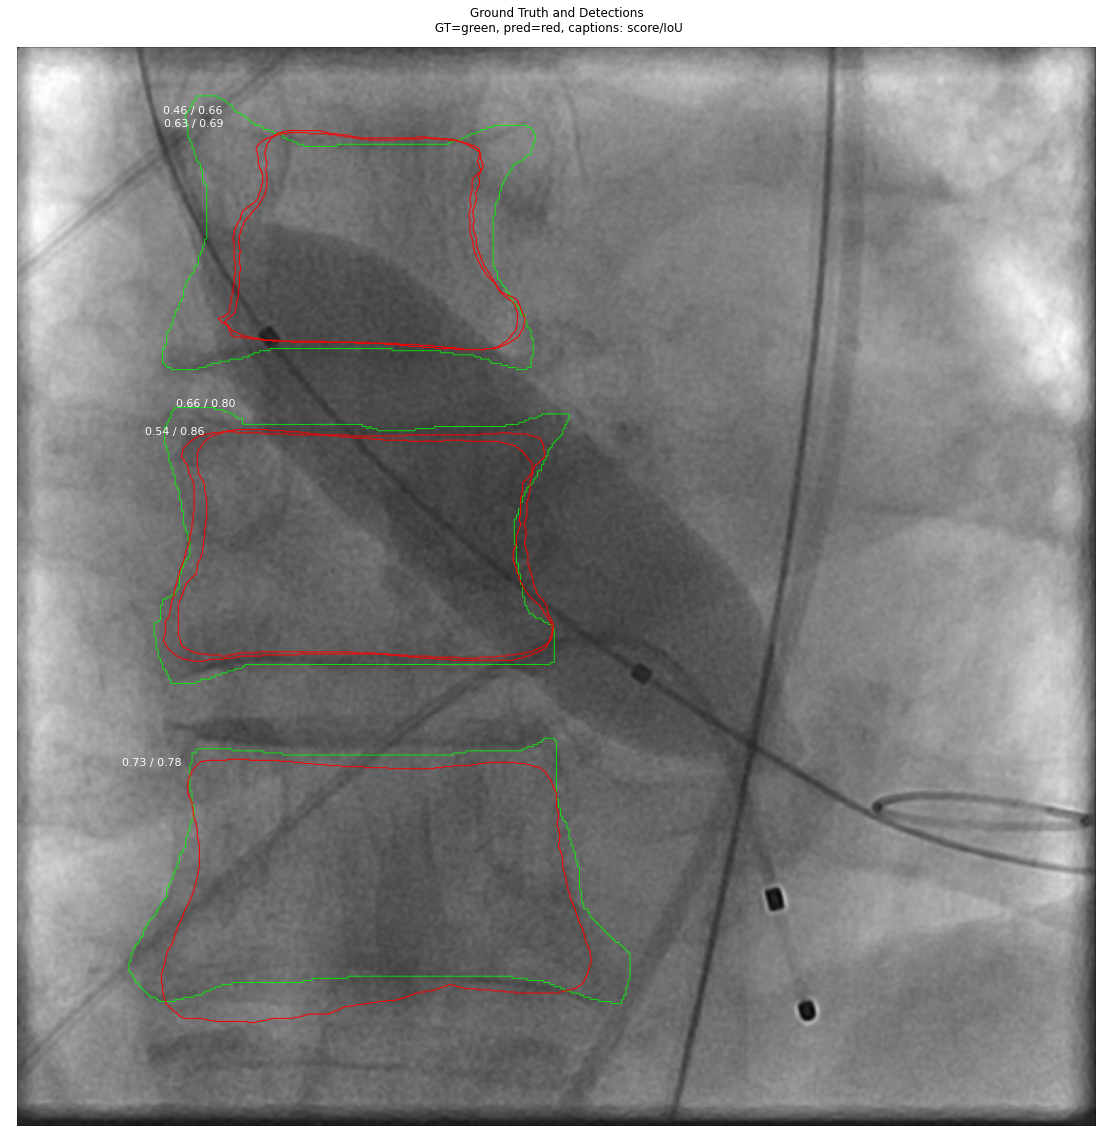 Ground Truth and Detections
GT=green, pred=red, captions: score/IoU
0.46 / 0.66
0.63 / 0.69
0.66 / 0.80
0.54 / 0.86
0.73 / 0.78